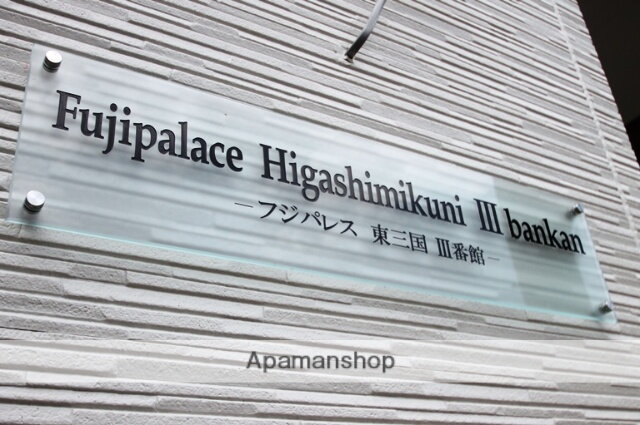 Fujipalace Higashimikuni III bankan
―フジパレス 東三国 III番館―
Apamanshop